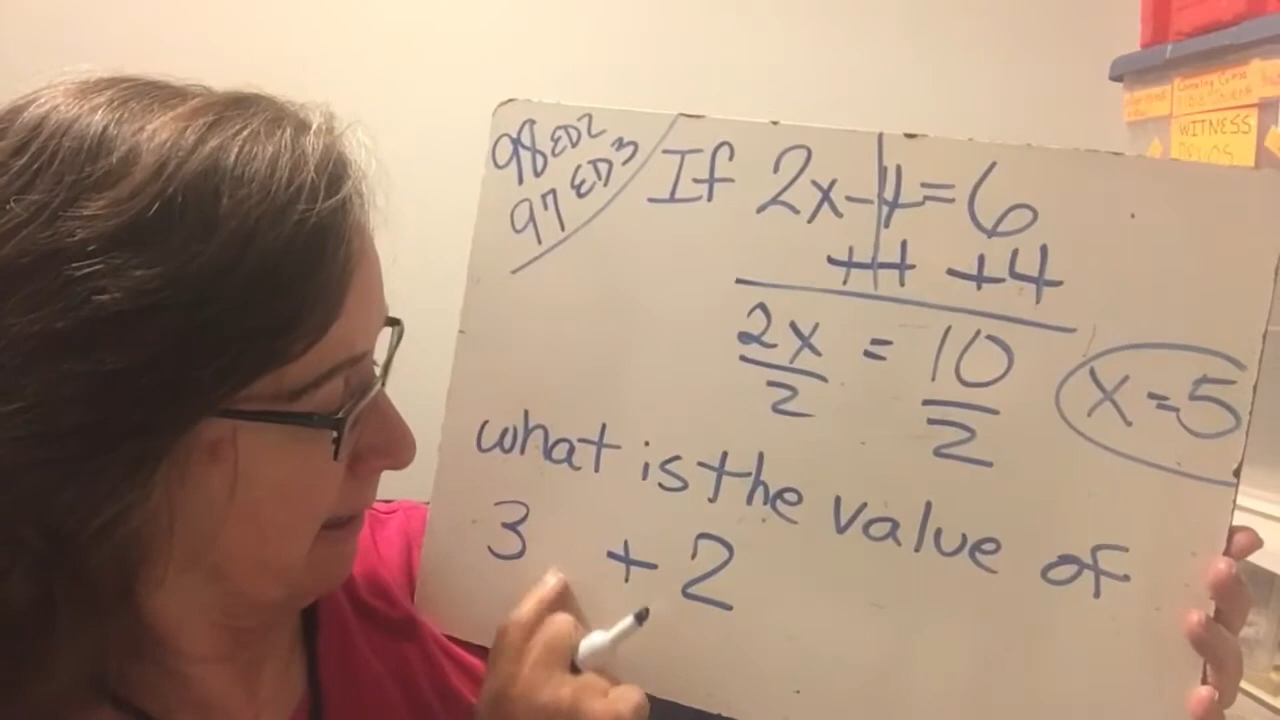 98 ED2
97 ED3
If 2x-4=6
+4 +4
2x = 10
2 2
x=5
what is the value of
3 + 2
WITNESS